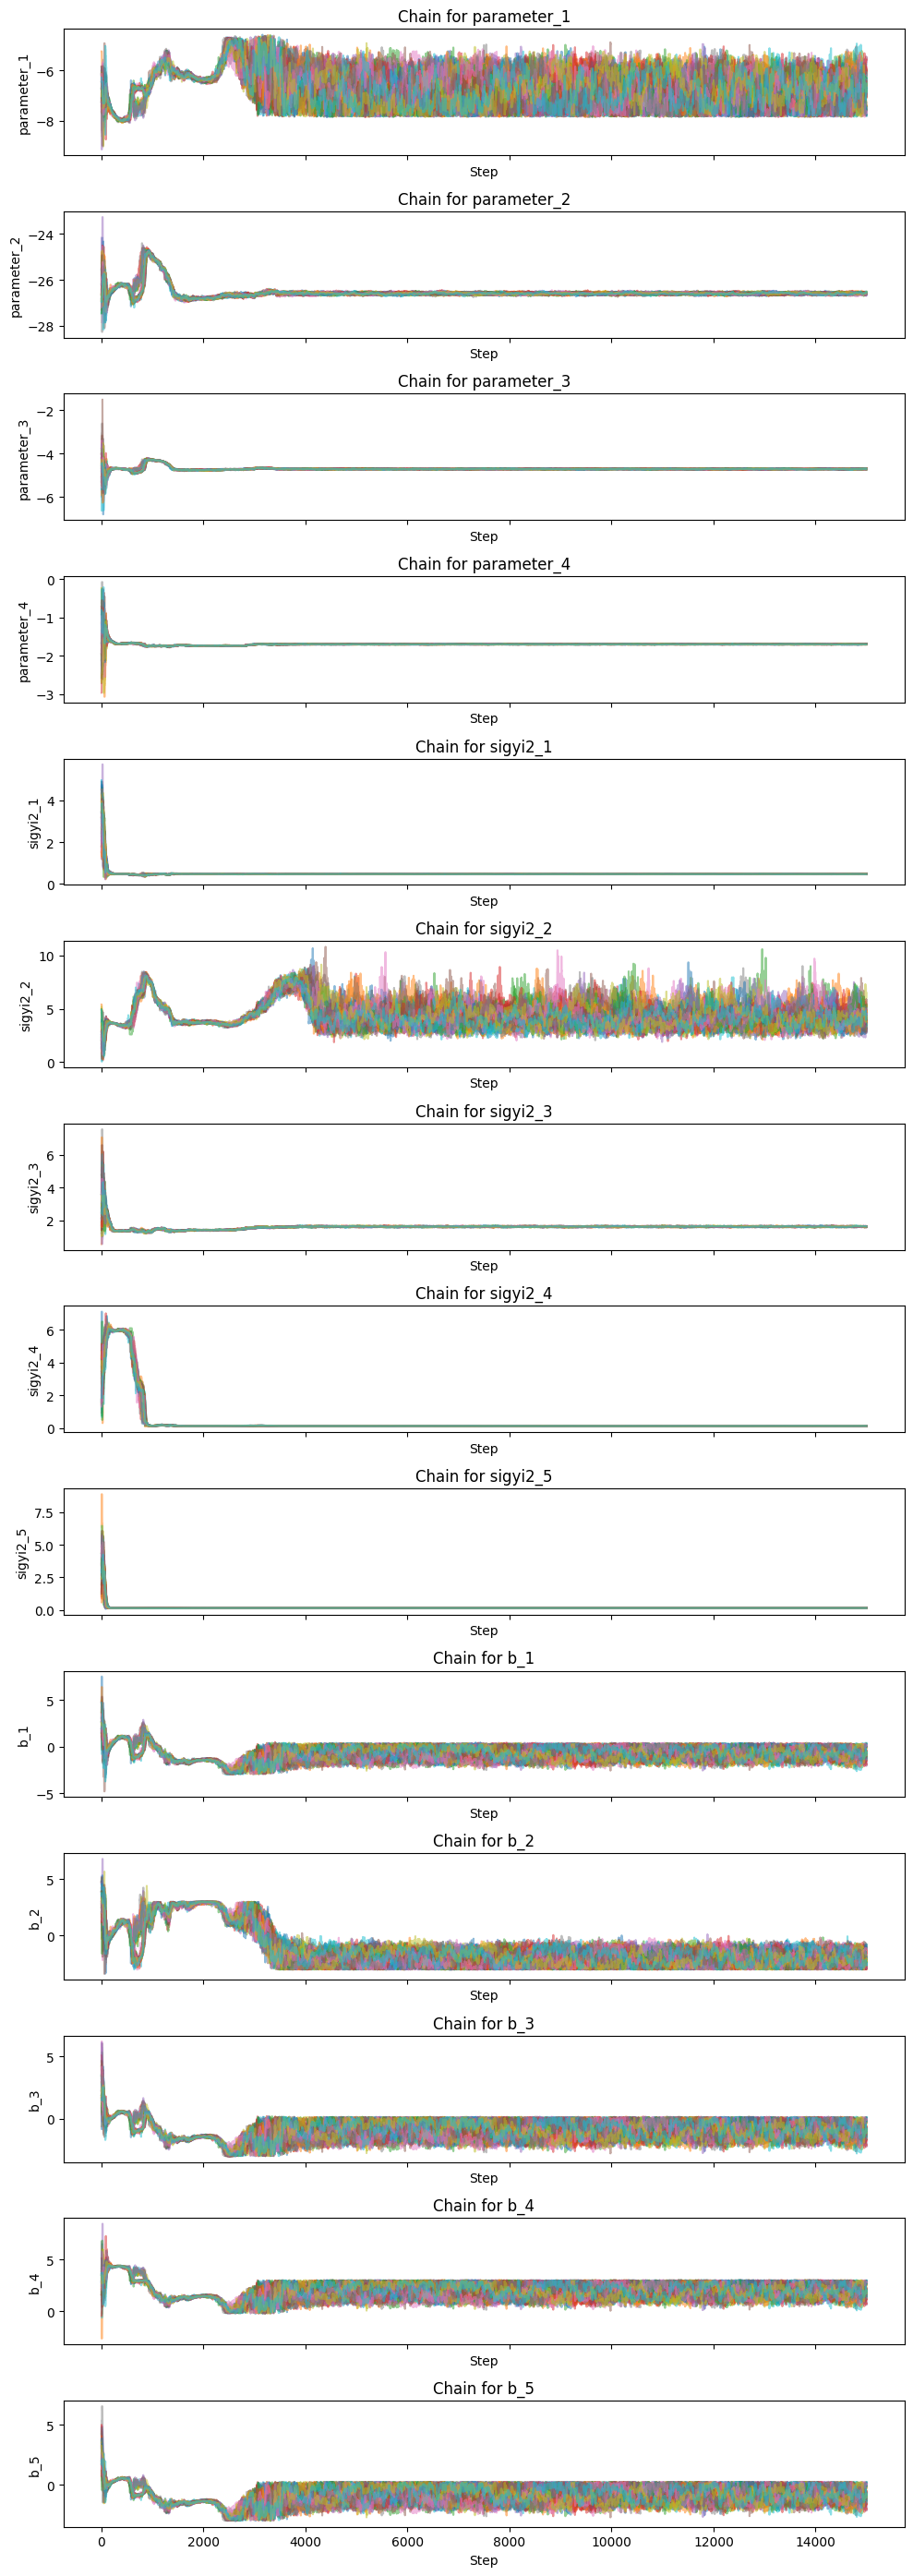 Chain for parameter_1
parameter_1
−6
−8
Step
Chain for parameter_2
parameter_2
−24
−26
−28
Step
Chain for parameter_3
parameter_3
−2
−4
−6
Step
Chain for parameter_4
parameter_4
0
−1
−2
−3
Step
Chain for sigyi2_1
sigyi2_1
4
2
0
Step
Chain for sigyi2_2
sigyi2_2
10
5
0
Step
Chain for sigyi2_3
sigyi2_3
6
4
2
Step
Chain for sigyi2_4
sigyi2_4
6
4
2
0
Step
Chain for sigyi2_5
sigyi2_5
7.5
5.0
2.5
0.0
Step
Chain for b_1
b_1
5
0
−5
Step
Chain for b_2
b_2
5
0
Step
Chain for b_3
b_3
5
0
Step
Chain for b_4
b_4
5
0
Step
Chain for b_5
b_5
5
0
0 2000 4000 6000 8000 10000 12000 14000
Step